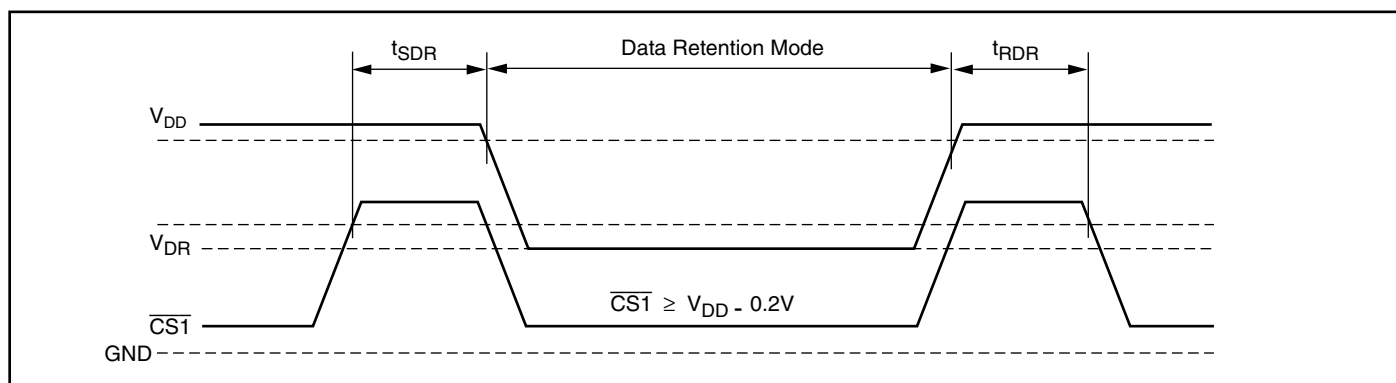 tSDR
Data Retention Mode
tRDR
VDD
VDR
CS1 ≥ VDD - 0.2V
CS1
GND